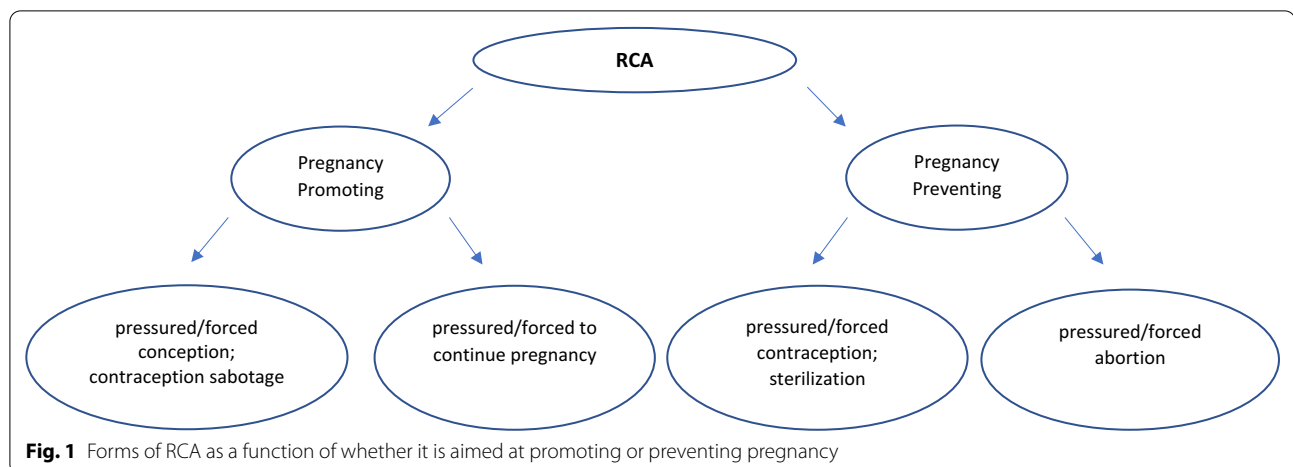 RCA
Pregnancy
Promoting
Pregnancy
Preventing
pressured/forced
conception;
contraception sabotage
pressured/forced to
continue pregnancy
pressured/forced
contraception;
sterilization
pressured/forced
abortion
Fig. 1 Forms of RCA as a function of whether it is aimed at promoting or preventing pregnancy